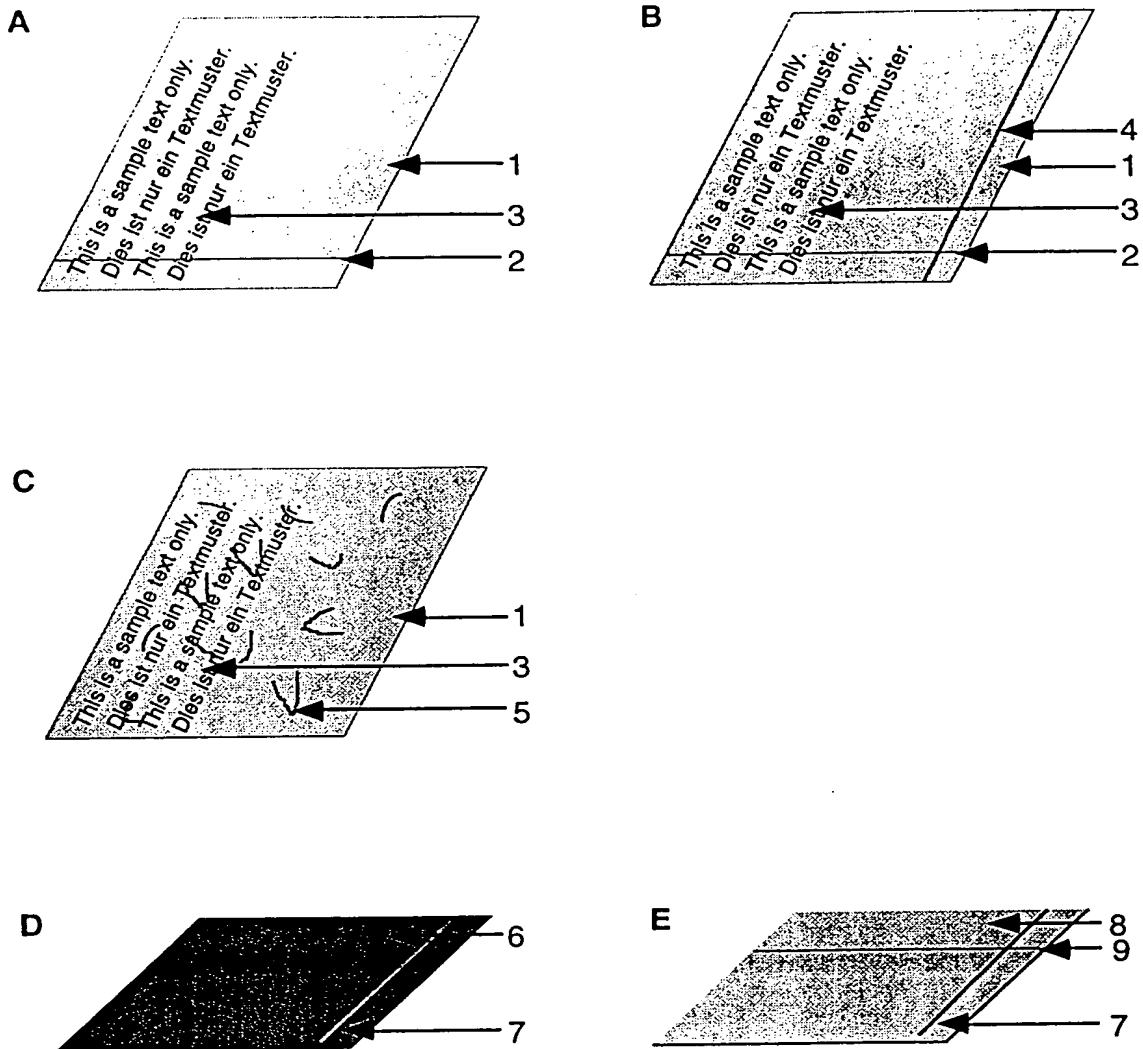 A
This is a sample text only.
Dies ist nur ein Textmuster.
This is a sample text only.
Dies ist nur ein Textmuster.
1
3
2
B
This is a sample text only.
Dies ist nur ein Textmuster.
This is a sample text only.
Dies ist nur ein Textmuster.
4
1
3
2
C
This is a sample text only.
Dies ist nur ein Textmuster.
This is a sample text only.
Dies ist nur ein Textmuster.
1
3
5
D
6
7
E
8
9
7